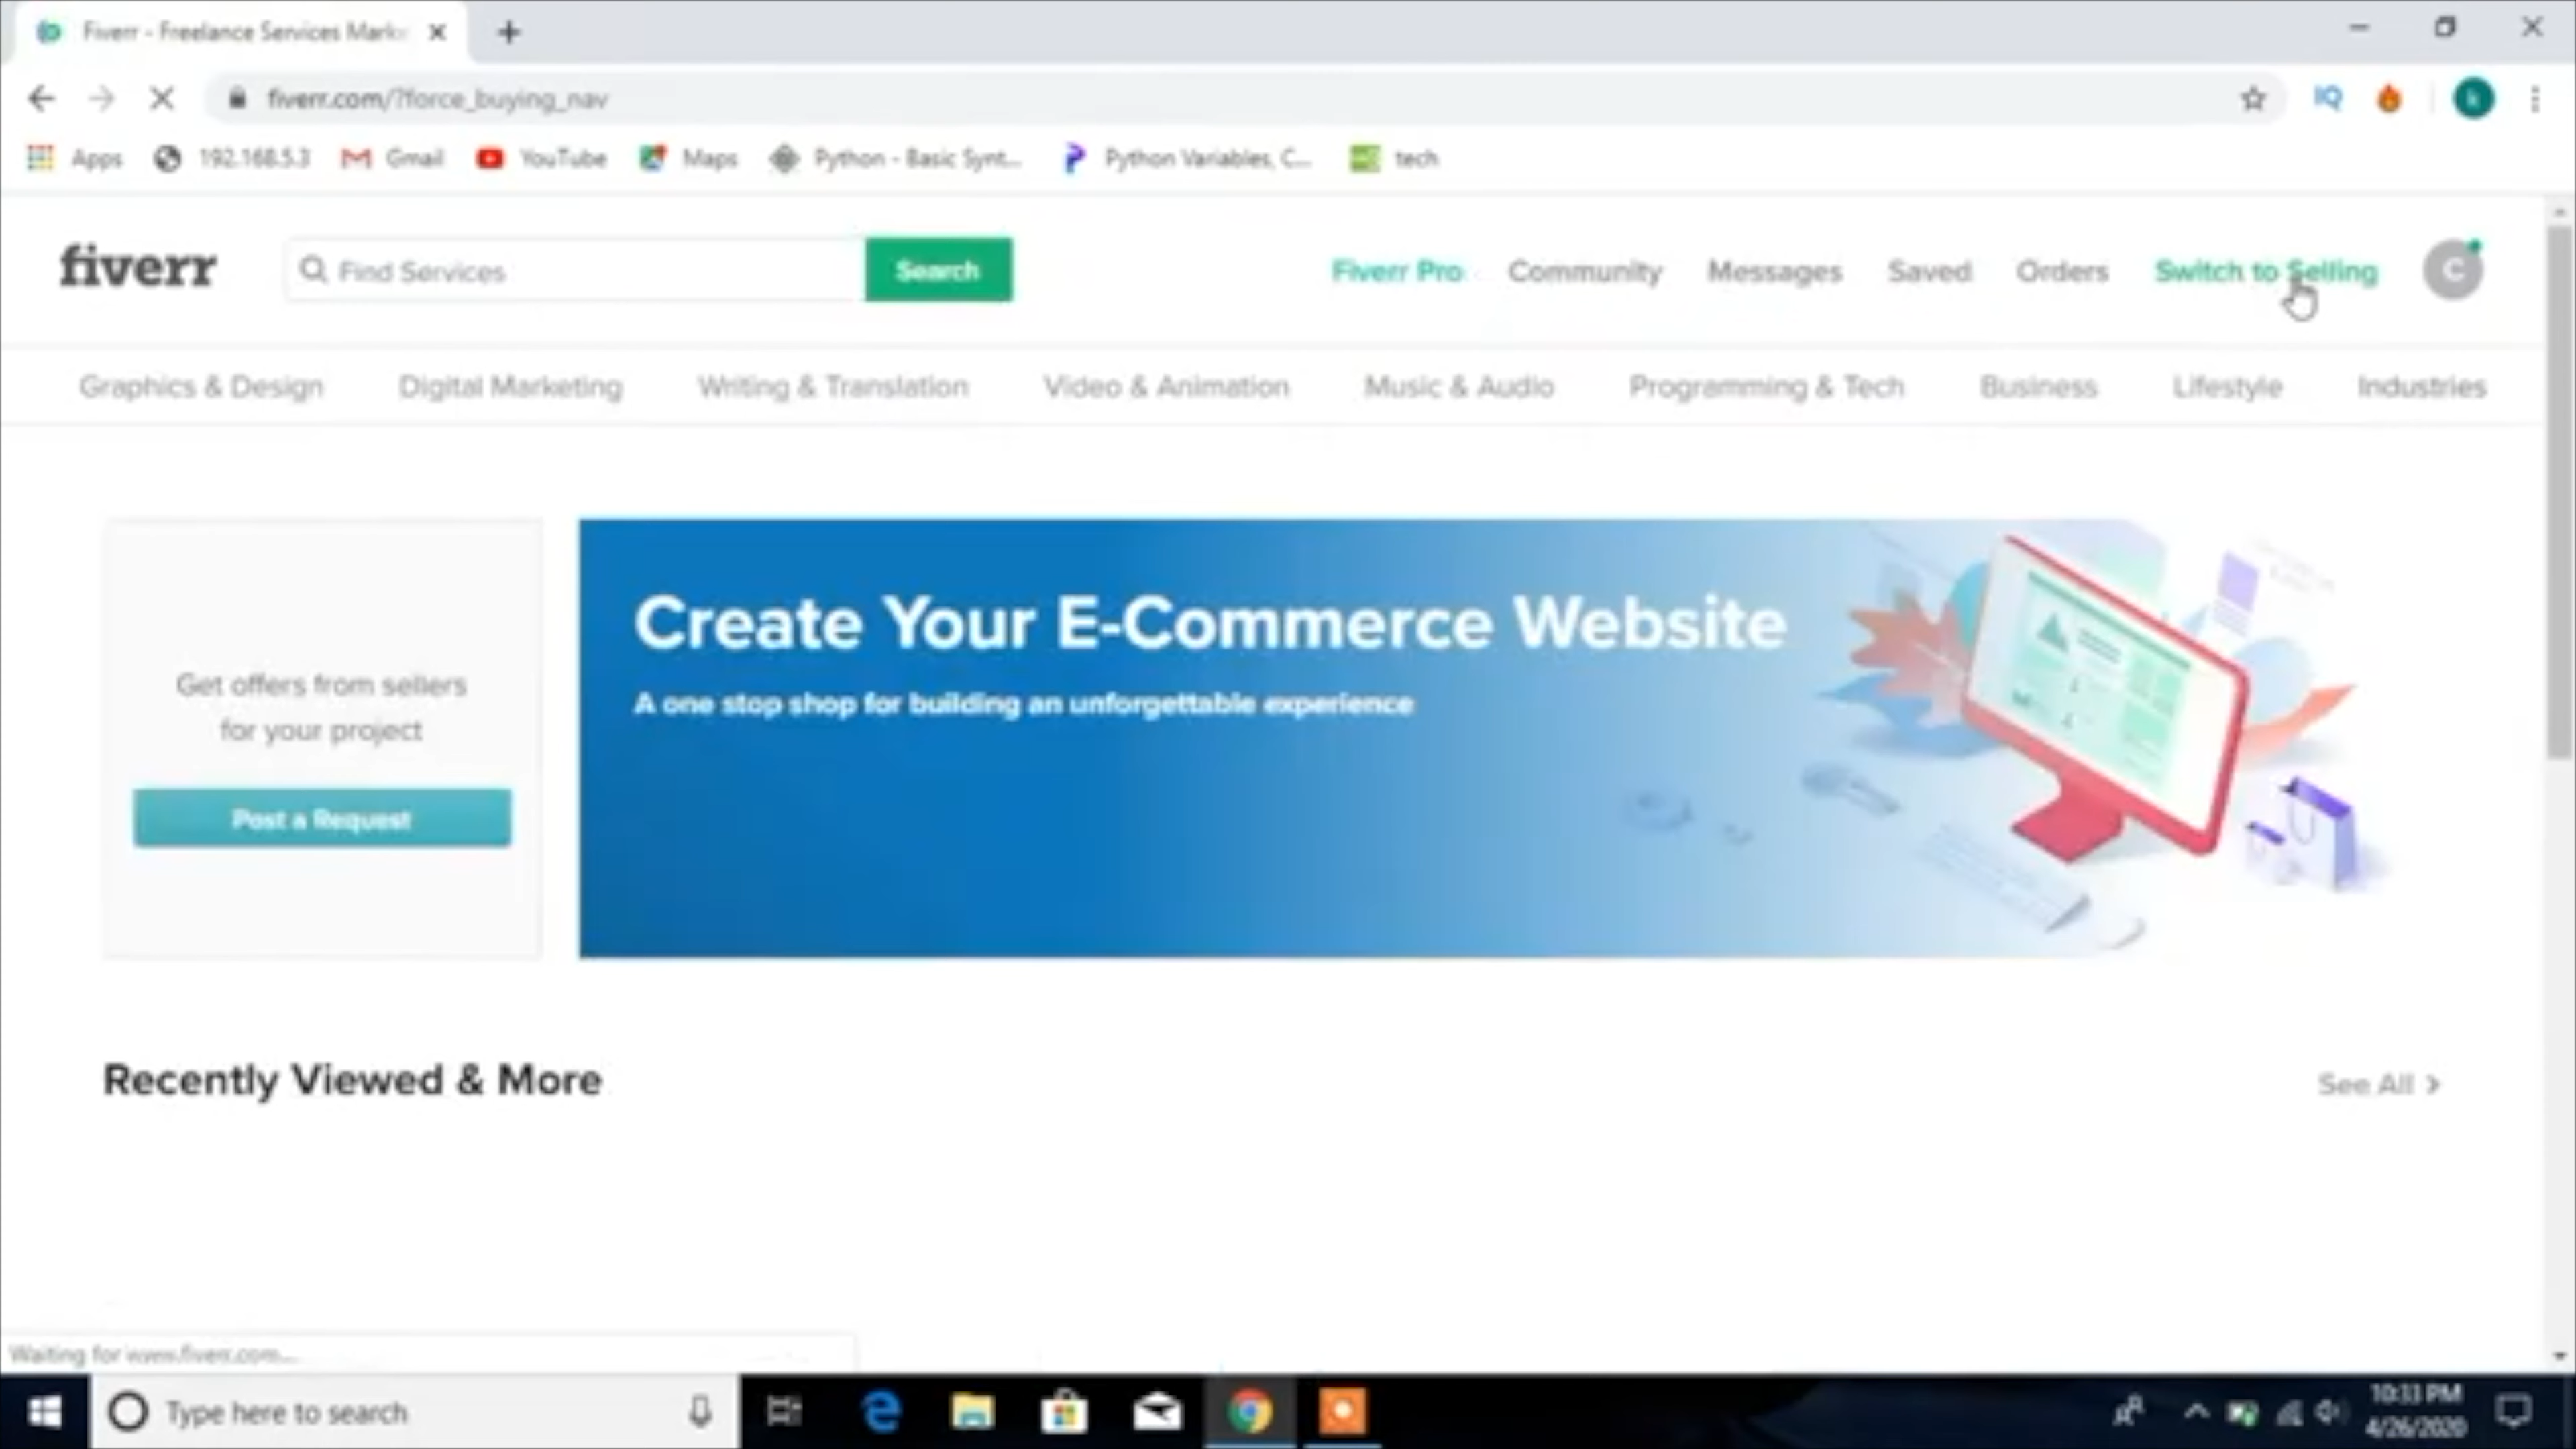 Fiverr - Freelance Services Marke
fiverr.com/?force_buying_nav
Apps 192.168.5.3 Gmail YouTube Maps Python - Basic Synt... Python Variables, C... tech
fiverr Find Services Search Fiverr Pro Community Messages Saved Orders Switch to Selling C
Graphics & Design Digital Marketing Writing & Translation Video & Animation Music & Audio Programming & Tech Business Lifestyle Industries
Get offers from sellers
for your project
Post a Request
Create Your E-Commerce Website
A one stop shop for building an unforgettable experience
Recently Viewed & More
See All >
Waiting for www.fiverr.com...
Type here to search
10:33 PM
4/26/2020